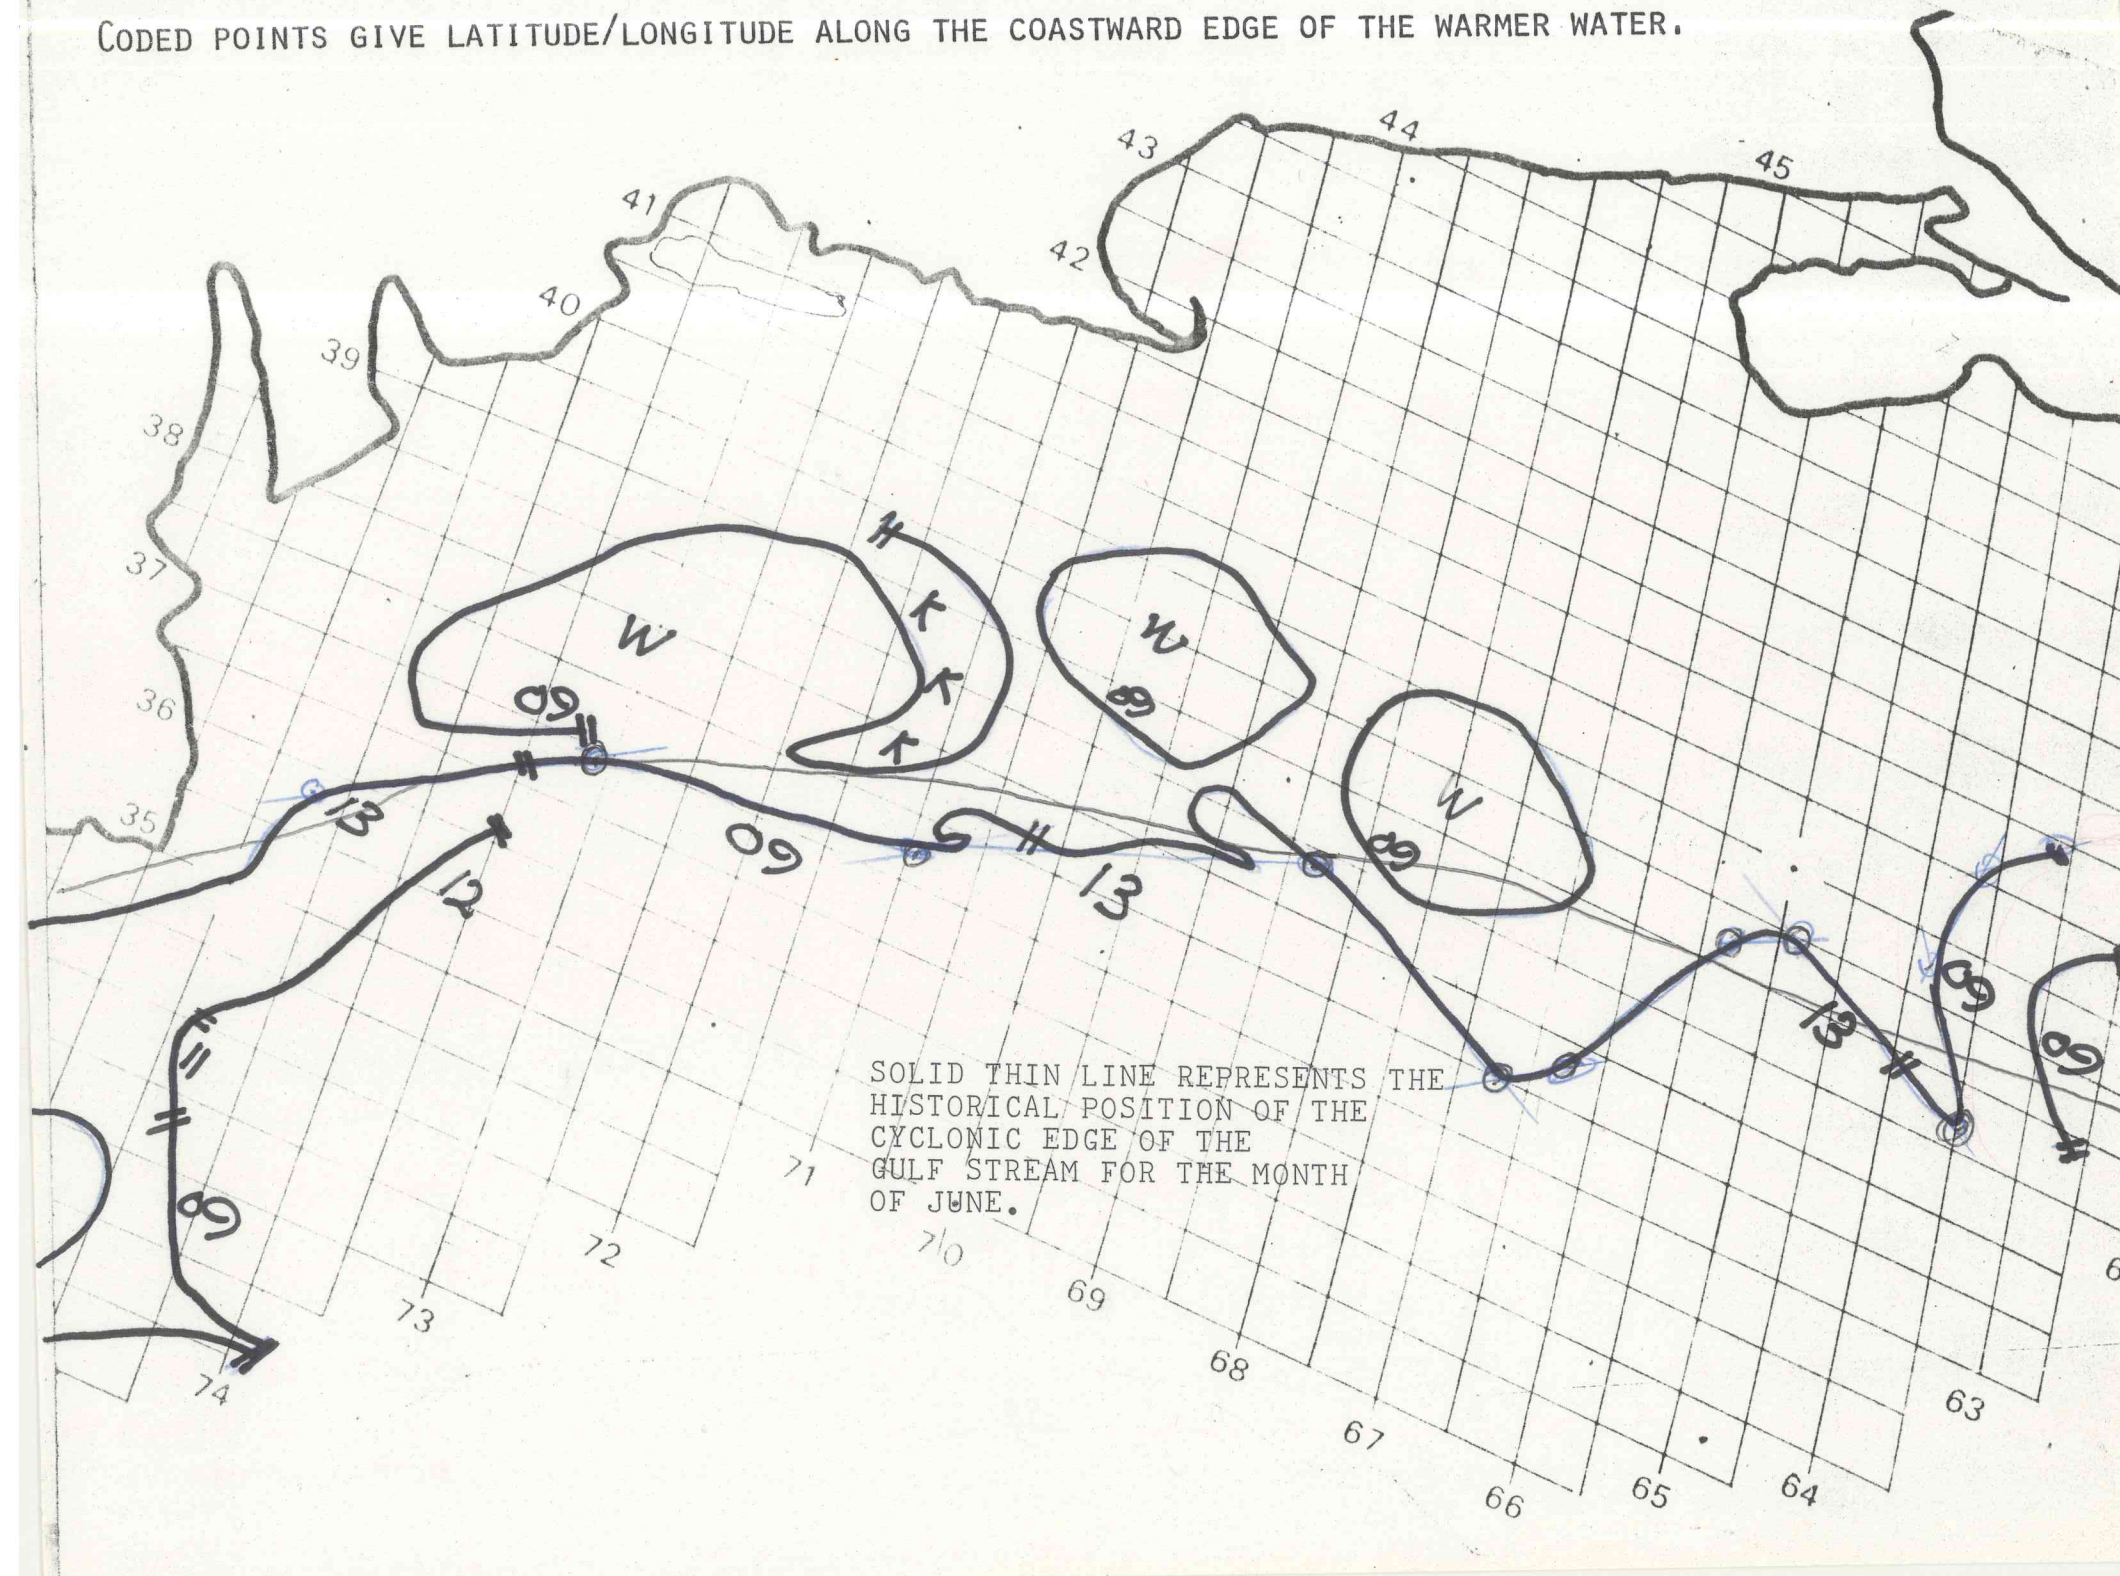 CODED POINTS GIVE LATITUDE/LONGITUDE ALONG THE COASTWARD EDGE OF THE WARMER WATER.
44
43
45
41
42
40
39
38
37
W
K
W
K
36
09
K
W
35
13
09
09
12
13
09
13
09
SOLID THIN LINE REPRESENTS THE
HISTORICAL POSITION OF THE
CYCLONIC EDGE OF THE
GULF STREAM FOR THE MONTH
OF JUNE.
71
09
72
70
69
73
68
74
63
67
66
65
64